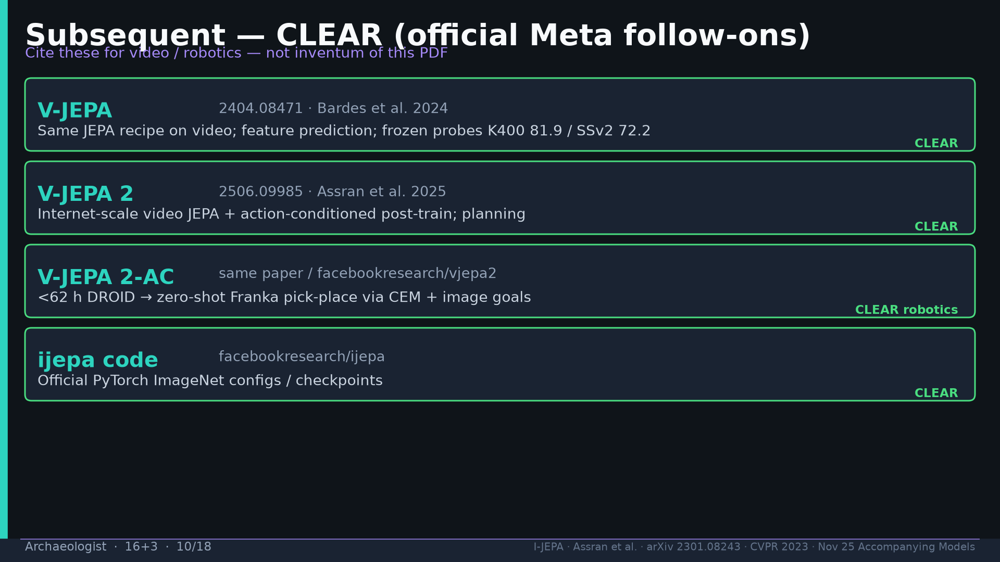 Subsequent — CLEAR (official Meta follow-ons)
Cite these for video / robotics — not inventum of this PDF
V-JEPA 2404.08471 · Bardes et al. 2024
Same JEPA recipe on video; feature prediction; frozen probes K400 81.9 / SSv2 72.2
CLEAR
V-JEPA 2 2506.09985 · Assran et al. 2025
Internet-scale video JEPA + action-conditioned post-train; planning
CLEAR
V-JEPA 2-AC same paper / facebookresearch/vjepa2
<62 h DROID → zero-shot Franka pick-place via CEM + image goals
CLEAR robotics
ijepa code facebookresearch/ijepa
Official PyTorch ImageNet configs / checkpoints
CLEAR
Archaeologist · 16+3 · 10/18
I-JEPA · Assran et al. · arXiv 2301.08243 · CVPR 2023 · Nov 25 Accompanying Models